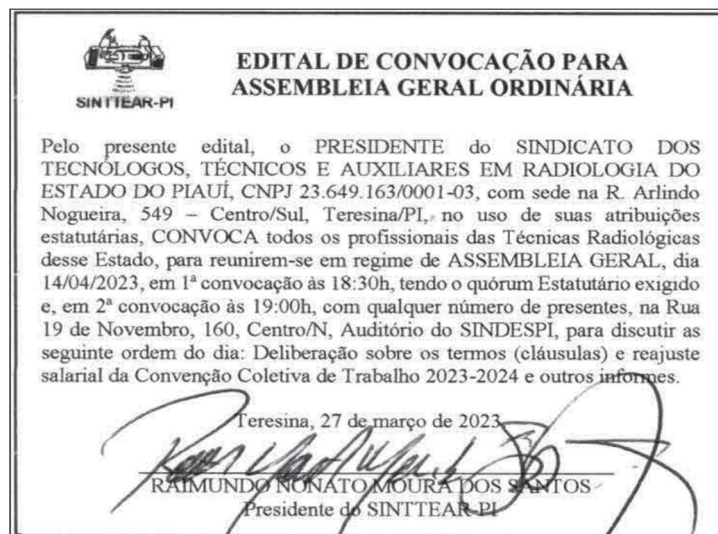 SINTTEAR-PI
EDITAL DE CONVOCAÇÃO PARA
ASSEMBLEIA GERAL ORDINÁRIA
Pelo presente edital, o PRESIDENTE do SINDICATO DOS
TECNÓLOGOS, TÉCNICOS E AUXILIARES EM RADIOLOGIA DO
ESTADO DO PIAUÍ, CNPJ 23.649.163/0001-03, com sede na R. Arlindo
Nogueira, 549 – Centro/Sul, Teresina/PI, no uso de suas atribuições
estatutárias, CONVOCA todos os profissionais das Técnicas Radiológicas
desse Estado, para reunirem-se em regime de ASSEMBLEIA GERAL, dia
14/04/2023, em 1ª convocação às 18:30h, tendo o quórum Estatutário exigido
e, em 2ª convocação às 19:00h, com qualquer número de presentes, na Rua
19 de Novembro, 160, Centro/N, Auditório do SINDESPI, para discutir as
seguinte ordem do dia: Deliberação sobre os termos (cláusulas) e reajuste
salarial da Convenção Coletiva de Trabalho 2023-2024 e outros informes.
Teresina, 27 de março de 2023
RAIMUNDO NONATO MOURA DOS SANTOS
Presidente do SINTTEAR-PI